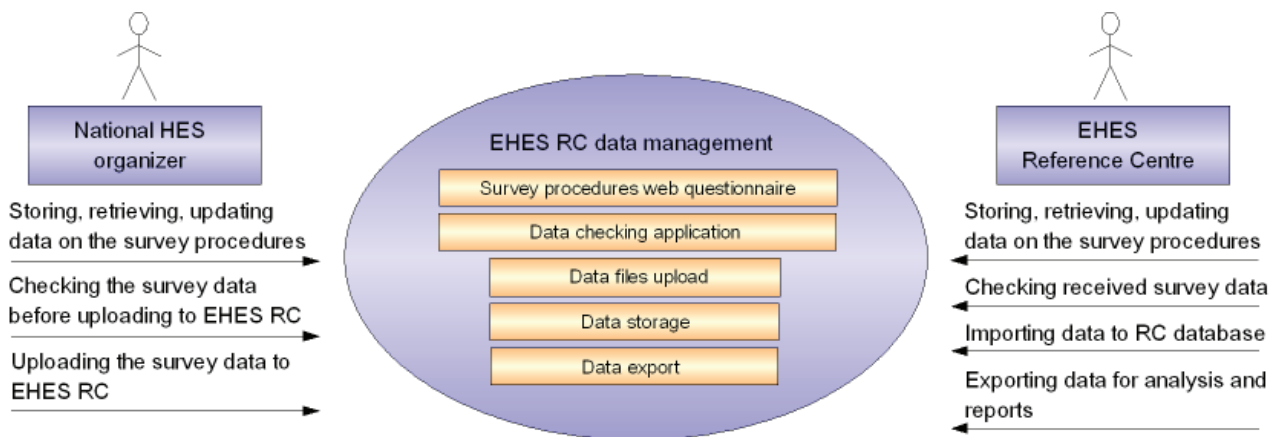 National HES
organizer
Storing, retrieving, updating
data on the survey procedures
Checking the survey data
before uploading to EHES RC
Uploading the survey data to
EHES RC
EHES RC data management
Survey procedures web questionnaire
Data checking application
Data files upload
Data storage
Data export
EHES
Reference Centre
Storing, retrieving, updating
data on the survey procedures
Checking received survey data
Importing data to RC database
Exporting data for analysis and
reports